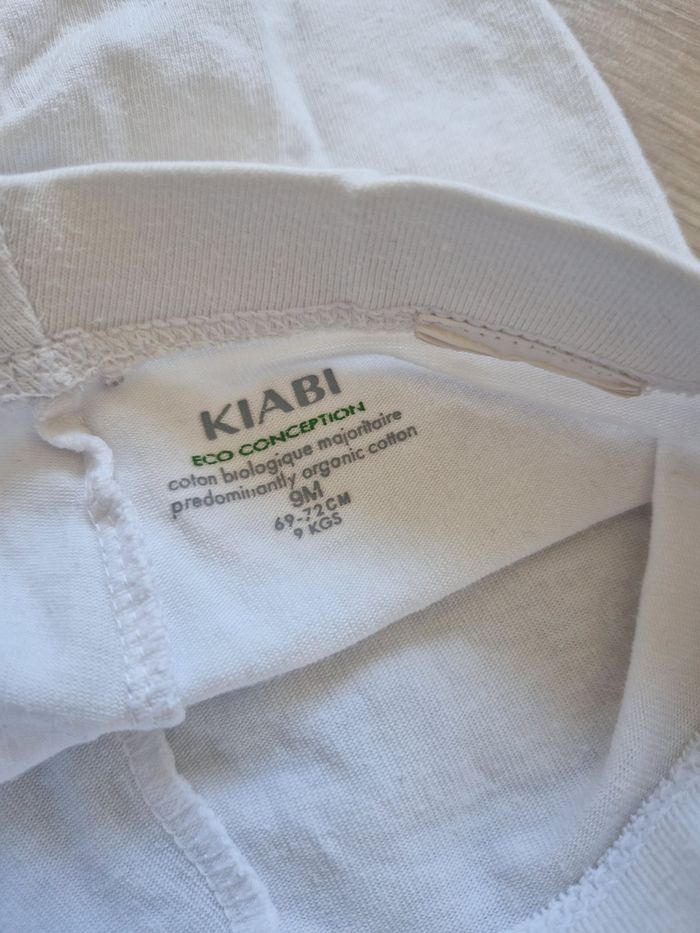 KIABI
ECO CONCEPTION
coton biologique majoritaire
predominantly organic cotton
9M
69-72CM
9 KGS